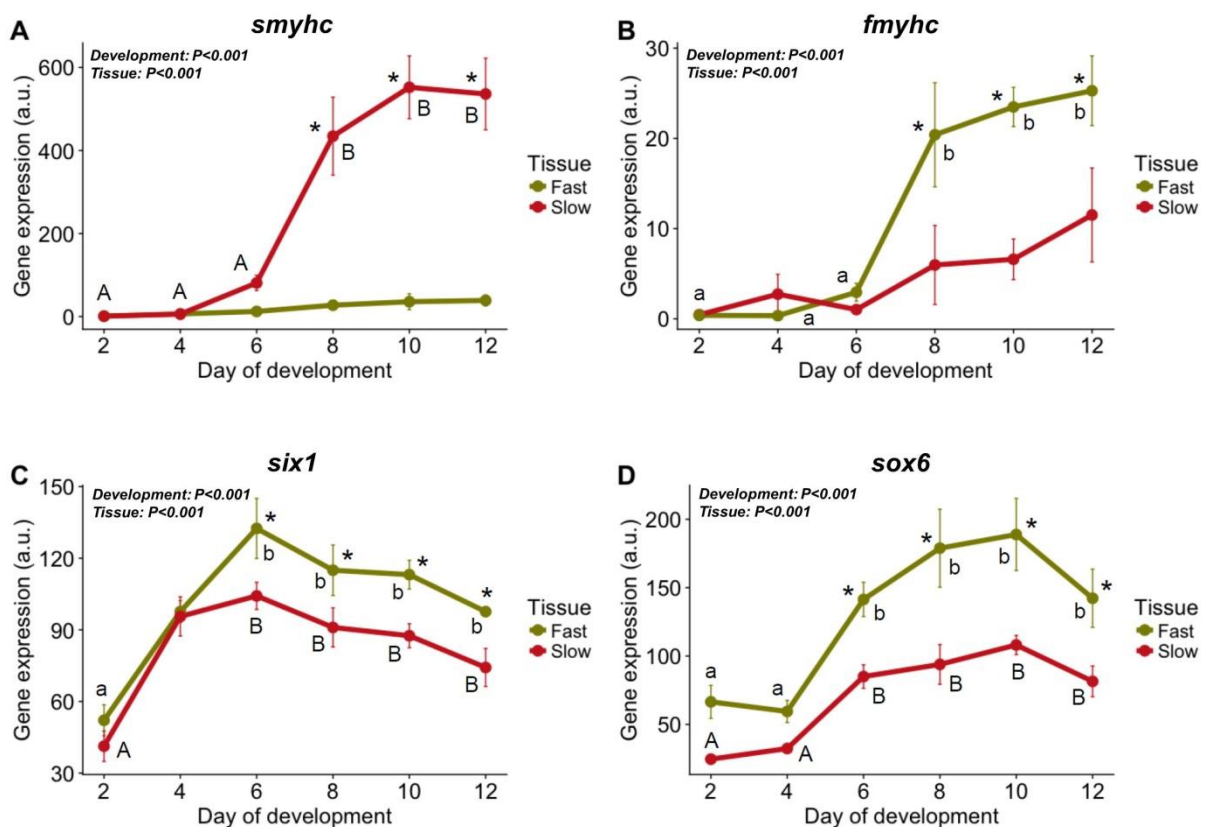 A
smyhc
Development: P<0.001
Tissue: P<0.001
Gene expression (a.u.)
600
400
200
0
A
A
A
*
B
*
B
*
B
2 4 6 8 10 12
Day of development
Tissue
Fast
Slow
B
fmyhc
Development: P<0.001
Tissue: P<0.001
Gene expression (a.u.)
30
20
10
0
a
a
a
*
b
*
b
*
b
2 4 6 8 10 12
Day of development
Tissue
Fast
Slow
C
six1
Development: P<0.001
Tissue: P<0.001
Gene expression (a.u.)
150
120
90
60
30
a
A
*
b
B
*
b
B
*
b
B
*
b
B
2 4 6 8 10 12
Day of development
Tissue
Fast
Slow
D
sox6
Development: P<0.001
Tissue: P<0.001
Gene expression (a.u.)
200
150
100
50
a
A
a
A
*
b
B
*
b
B
*
b
B
*
b
B
2 4 6 8 10 12
Day of development
Tissue
Fast
Slow